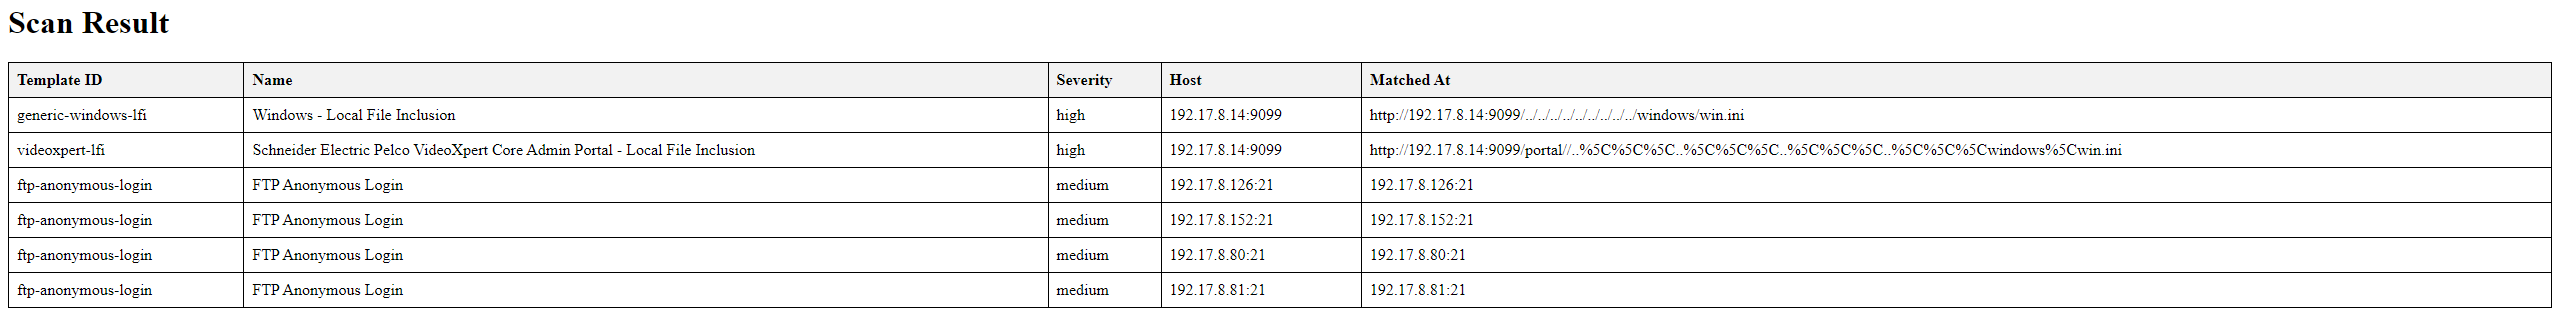 Scan Result
Template ID Name Severity Host Matched At
generic-windows-lfi Windows - Local File Inclusion high 192.17.8.14:9099 http://192.17.8.14:9099/../../../../../../../../../windows/win.ini
videoxpert-lfi Schneider Electric Pelco VideoXpert Core Admin Portal - Local File Inclusion high 192.17.8.14:9099 http://192.17.8.14:9099/portal//..%5C%5C%5C..%5C%5C%5C..%5C%5C%5C..%5C%5C%5Cwindows%5Cwin.ini
ftp-anonymous-login FTP Anonymous Login medium 192.17.8.126:21 192.17.8.126:21
ftp-anonymous-login FTP Anonymous Login medium 192.17.8.152:21 192.17.8.152:21
ftp-anonymous-login FTP Anonymous Login medium 192.17.8.80:21 192.17.8.80:21
ftp-anonymous-login FTP Anonymous Login medium 192.17.8.81:21 192.17.8.81:21